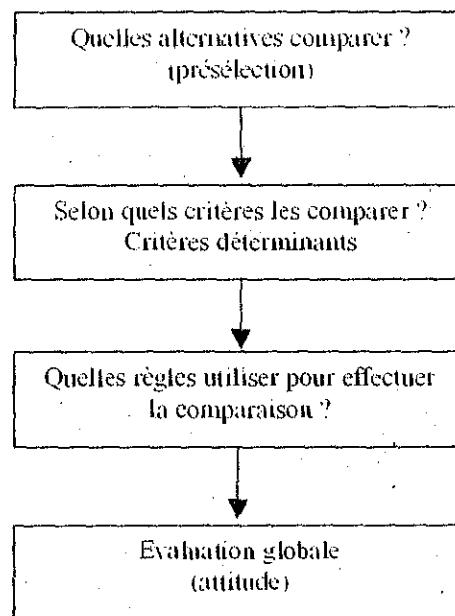 Quelles alternatives comparer ?
(présélection)
Selon quels critères les comparer ?
Critères déterminants
Quelles règles utiliser pour effectuer
la comparaison ?
Evaluation globale
(attitude)